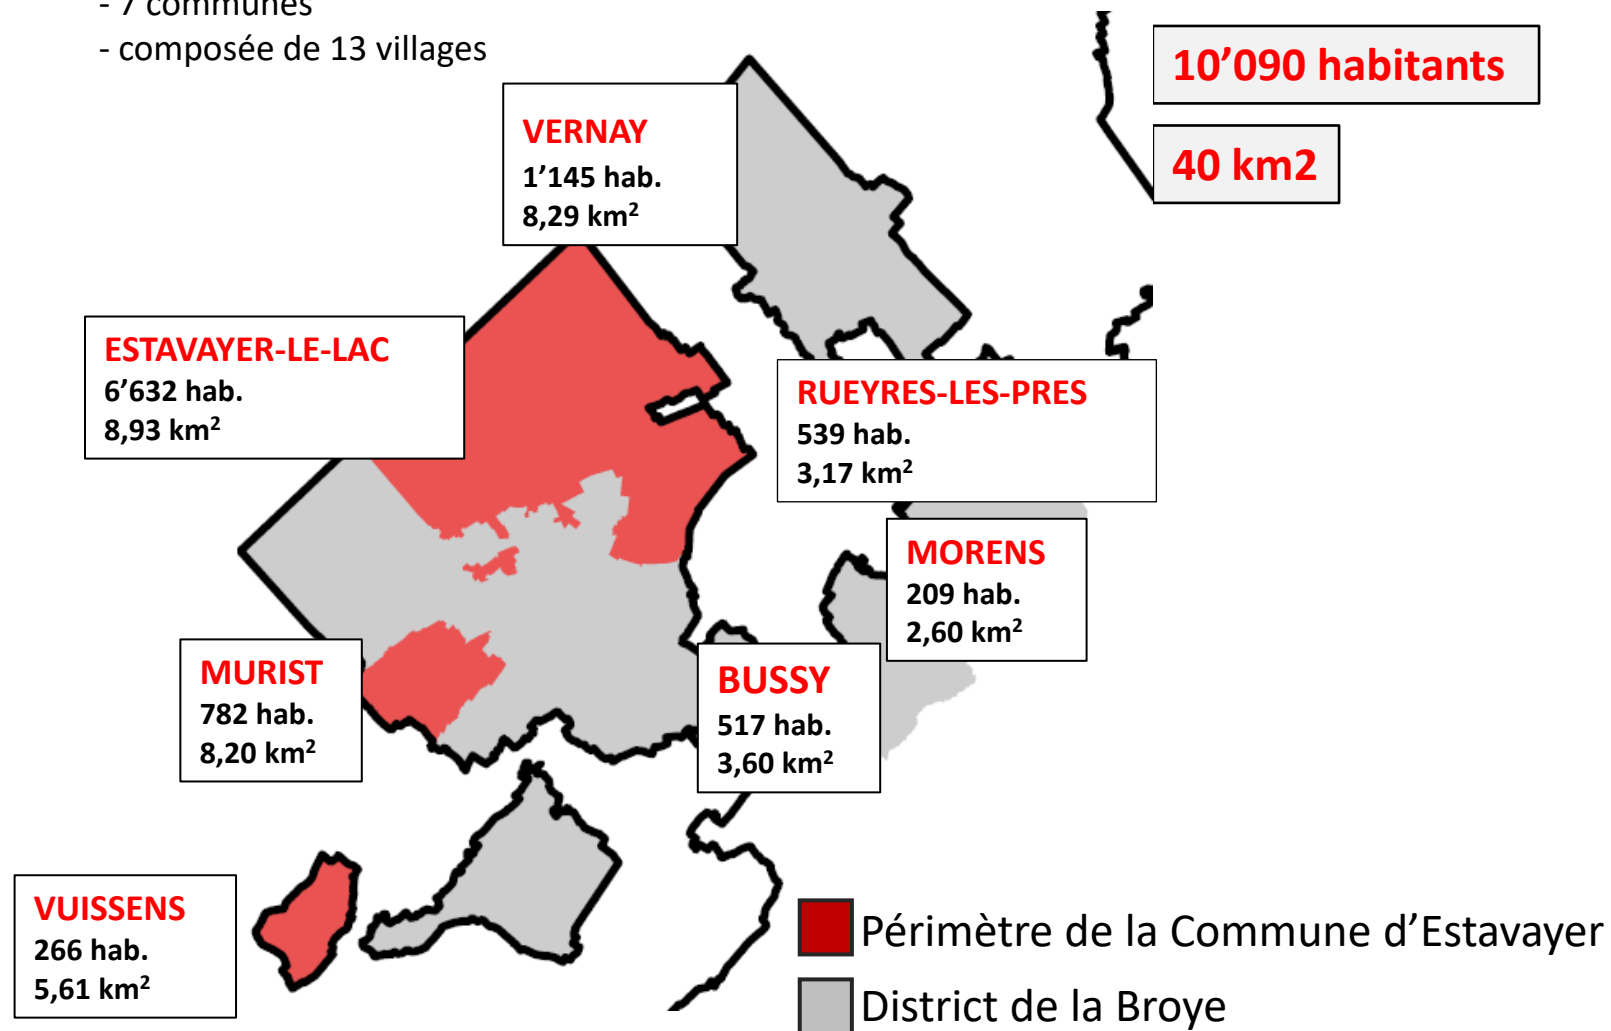 - 7 communes
- composée de 13 villages
10’090 habitants
40 km2
VERNAY
1’145 hab.
8,29 km²
ESTAVAYER-LE-LAC
6’632 hab.
8,93 km²
RUEYRES-LES-PRES
539 hab.
3,17 km²
MORENS
209 hab.
2,60 km²
MURIST
782 hab.
8,20 km²
BUSSY
517 hab.
3,60 km²
VUISSENS
266 hab.
5,61 km²
Périmètre de la Commune d’Estavayer
District de la Broye